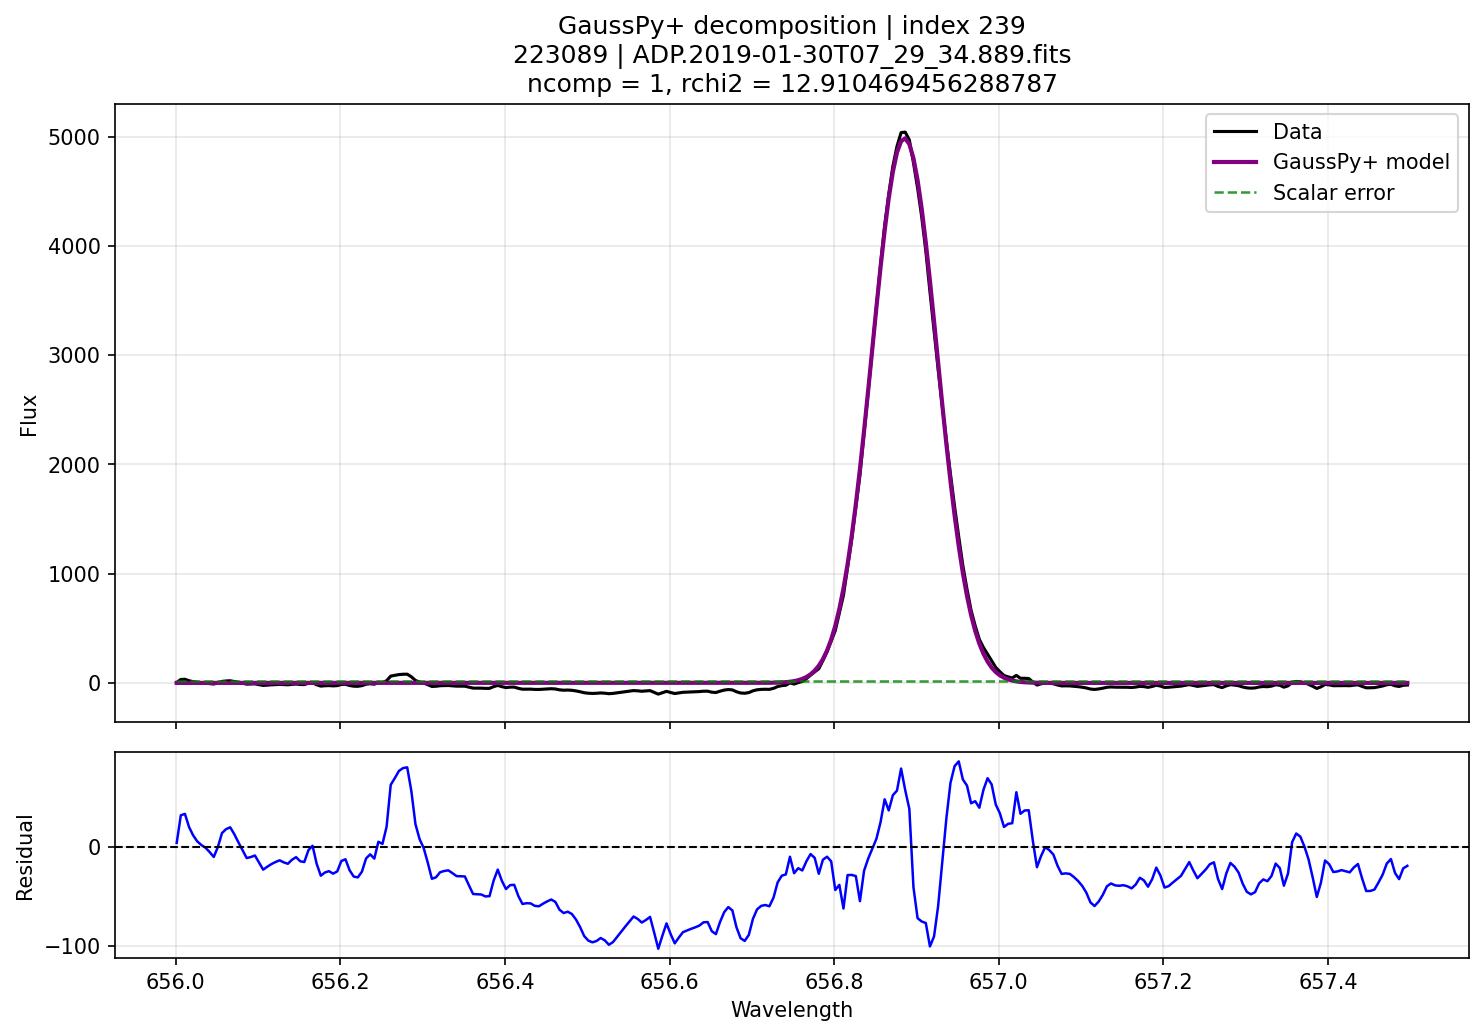 GaussPy+ decomposition | index 239
223089 | ADP.2019-01-30T07_29_34.889.fits
ncomp = 1, rchi2 = 12.910469456288787
Data
GaussPy+ model
Scalar error
5000
4000
3000
2000
1000
0
Flux
0
−100
Residual
656.0 656.2 656.4 656.6 656.8 657.0 657.2 657.4
Wavelength